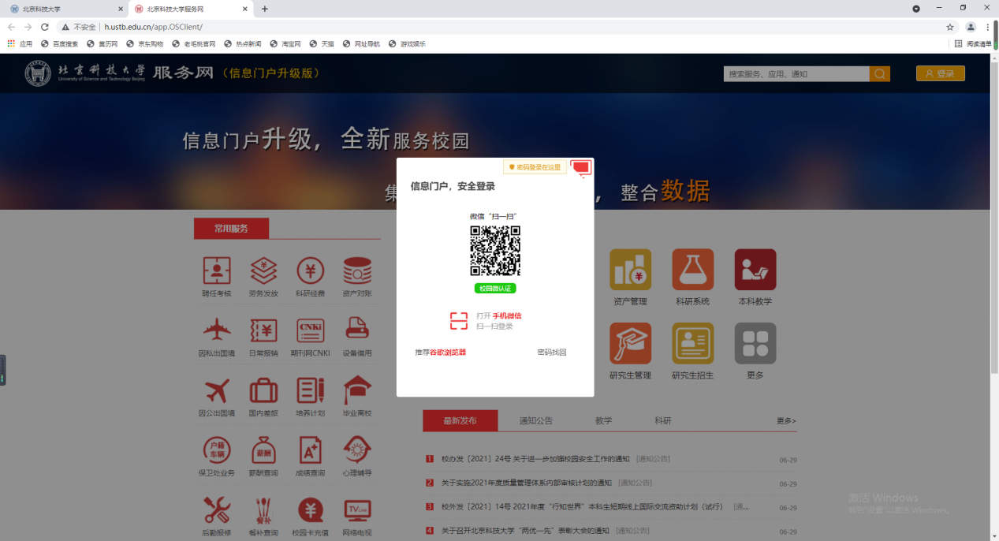 北京科技大学
北京科技大学服务网
不安全
h.ustb.edu.cn/app.OSClient/
应用
百度搜索
黄历网
京东购物
老毛桃官网
热点新闻
淘宝网
天猫
网址导航
游戏娱乐
阅读清单
北京科技大学
University of Science and Technology Beijing
服务网
（信息门户升级版）
搜索服务、应用、通知
登录
信息门户升级，全新服务校园
集
，整合数据
密码登录在这里
信息门户，安全登录
微信“扫一扫”
校园微认证
打开 手机微信
扫一扫登录
推荐谷歌浏览器
密码找回
常用服务
聘任考核
劳务发放
科研经费
资产对账
CNKi
因私出国境
日常报销
期刊网CNKI
设备借用
因公出国境
国内差旅
培养计划
毕业离校
户籍
车辆
薪酬
A+
保卫处业务
薪酬查询
成绩查询
心理辅导
餐补
TVLive
后勤报修
餐补查询
校园卡充值
网络电视
资产管理
科研系统
本科教学
研究生管理
研究生招生
更多
最新发布
通知公告
教学
科研
更多>
1 校办发［2021］24号 关于进一步加强校园安全工作的通知 [通知公告] 06-29
2 关于实施2021年度质量管理体系内部审核计划的通知 [通知公告] 06-29
3 校外发［2021］14号 2021年度“行知世界”本科生短期线上国际交流资助计划（试行） [通... 06-29
4 关于召开北京科技大学“两优一先”表彰大会的通知 [通知公告] 06-29
激活 Windows
转到"设置"以激活 Windows。